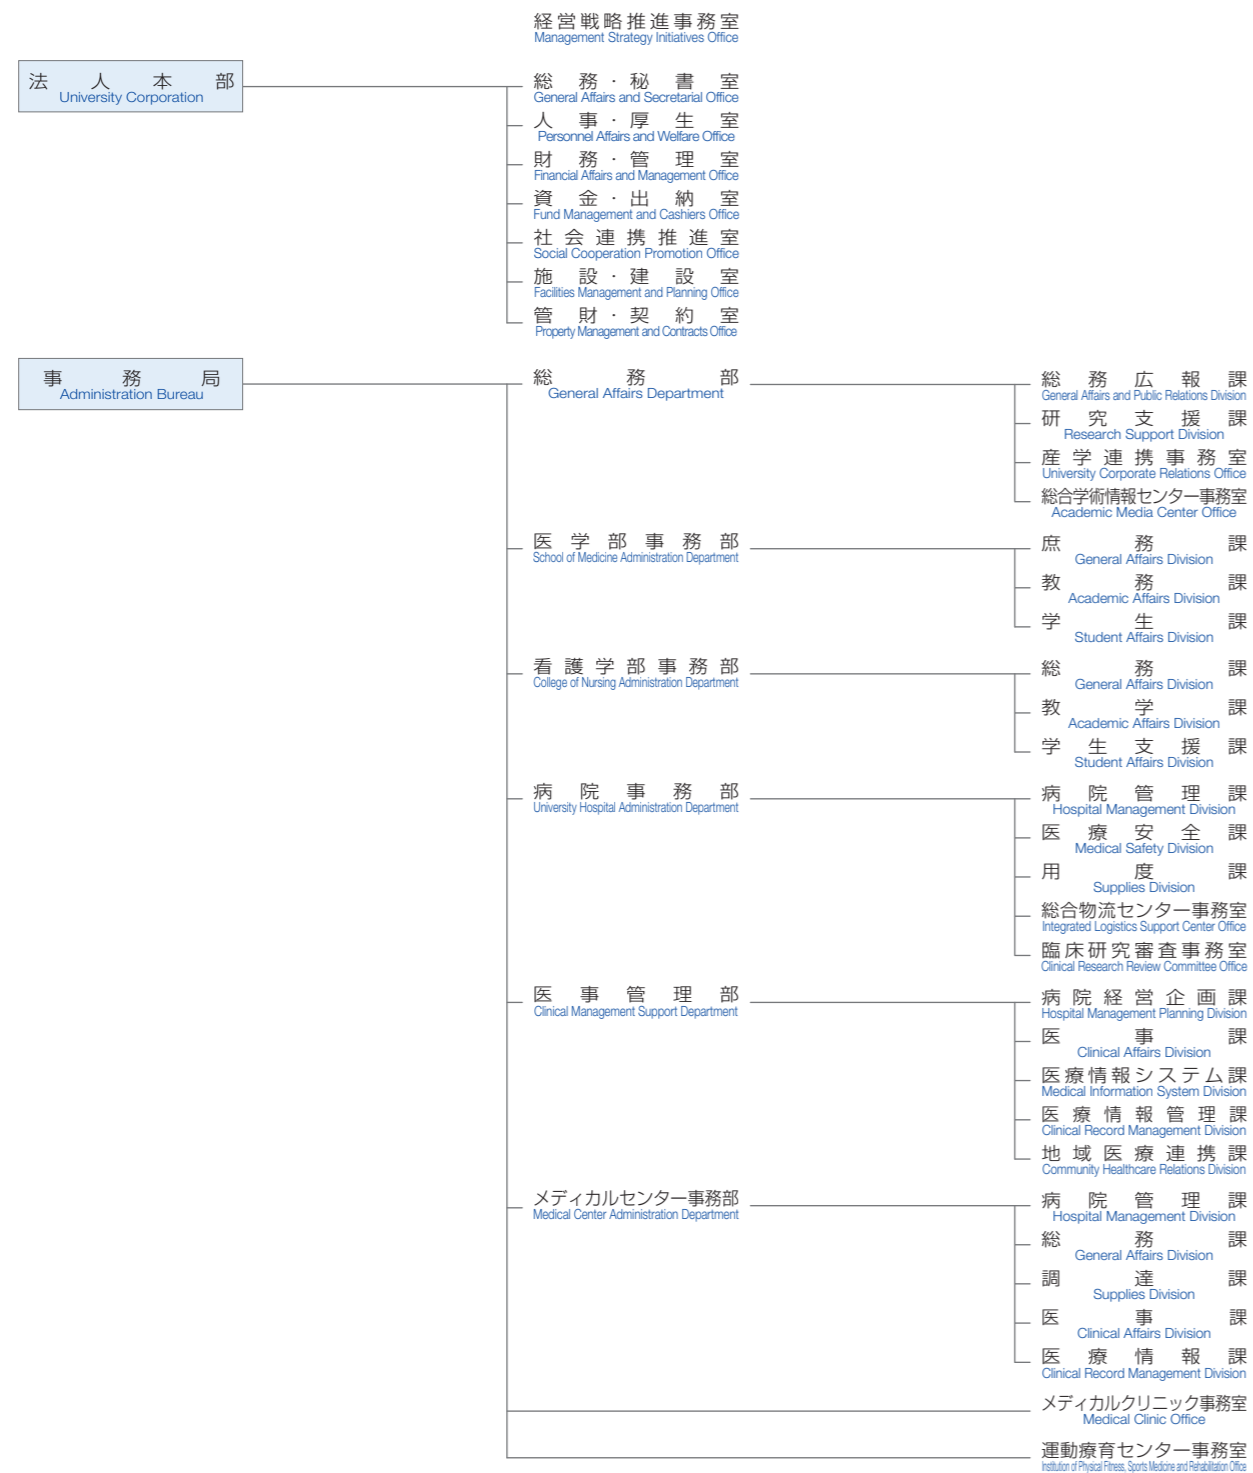 経営戦略推進事務室
Management Strategy Initiatives Office
法人本部
University Corporation
総務・秘書室
General Affairs and Secretarial Office
人事・厚生室
Personnel Affairs and Welfare Office
財務・管理室
Financial Affairs and Management Office
資金・出納室
Fund Management and Cashiers Office
社会連携推進室
Social Cooperation Promotion Office
施設・建設室
Facilities Management and Planning Office
管財・契約室
Property Management and Contracts Office
事務局
Administration Bureau
総務部
General Affairs Department
総務広報課
General Affairs and Public Relations Division
研究支援課
Research Support Division
産学連携事務室
University Corporate Relations Office
総合学術情報センター事務室
Academic Media Center Office
医学部事務部
School of Medicine Administration Department
庶務課
General Affairs Division
教務課
Academic Affairs Division
学生課
Student Affairs Division
看護学部事務部
College of Nursing Administration Department
総務課
General Affairs Division
教学課
Academic Affairs Division
学生支援課
Student Affairs Division
病院事務部
University Hospital Administration Department
病院管理課
Hospital Management Division
医療安全課
Medical Safety Division
用度課
Supplies Division
総合物流センター事務室
Integrated Logistics Support Center Office
臨床研究審査事務室
Clinical Research Review Committee Office
医事管理部
Clinical Management Support Department
病院経営企画課
Hospital Management Planning Division
医事課
Clinical Affairs Division
医療情報システム課
Medical Information System Division
医療情報管理課
Clinical Record Management Division
地域医療連携課
Community Healthcare Relations Division
メディカルセンター事務部
Medical Center Administration Department
病院管理課
Hospital Management Division
総務課
General Affairs Division
調達課
Supplies Division
医事課
Clinical Affairs Division
医療情報課
Clinical Record Management Division
メディカルクリニック事務室
Medical Clinic Office
運動療育センター事務室
Institution of Physical Fitness, Sports Medicine and Rehabilitation Office